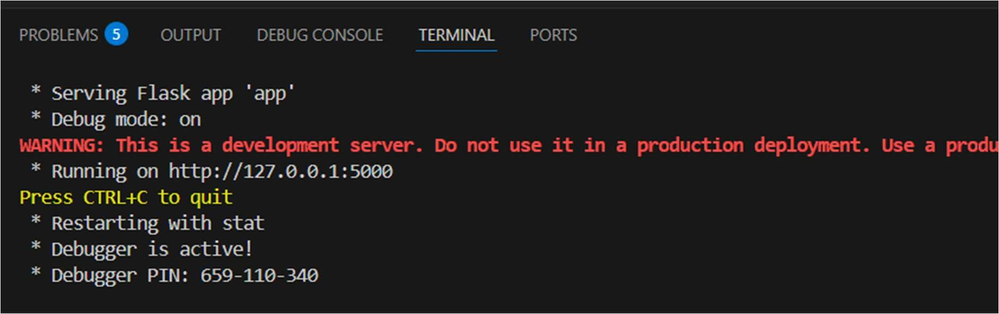 PROBLEMS 5 OUTPUT DEBUG CONSOLE TERMINAL PORTS
* Serving Flask app 'app'
* Debug mode: on
WARNING: This is a development server. Do not use it in a production deployment. Use a produ
* Running on http://127.0.0.1:5000
Press CTRL+C to quit
* Restarting with stat
* Debugger is active!
* Debugger PIN: 659-110-340